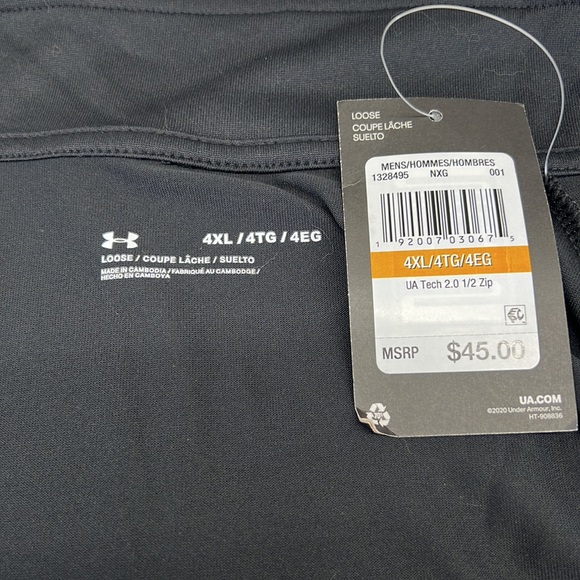 4XL / 4TG / 4EG
LOOSE / COUPE LÂCHE / SUELTO
MADE IN CAMBODIA / FABRIQUÉ AU CAMBODGE /
HECHO EN CAMBOYA
LOOSE
COUPE LÂCHE
SUELTO
MENS/HOMMES/HOMBRES
1328495 NXG 001
1 92007 03067 5
4XL/4TG/4EG
UA Tech 2.0 1/2 Zip
MSRP $45.00
UA.COM
©2020 Under Armour, Inc.
HT-908636